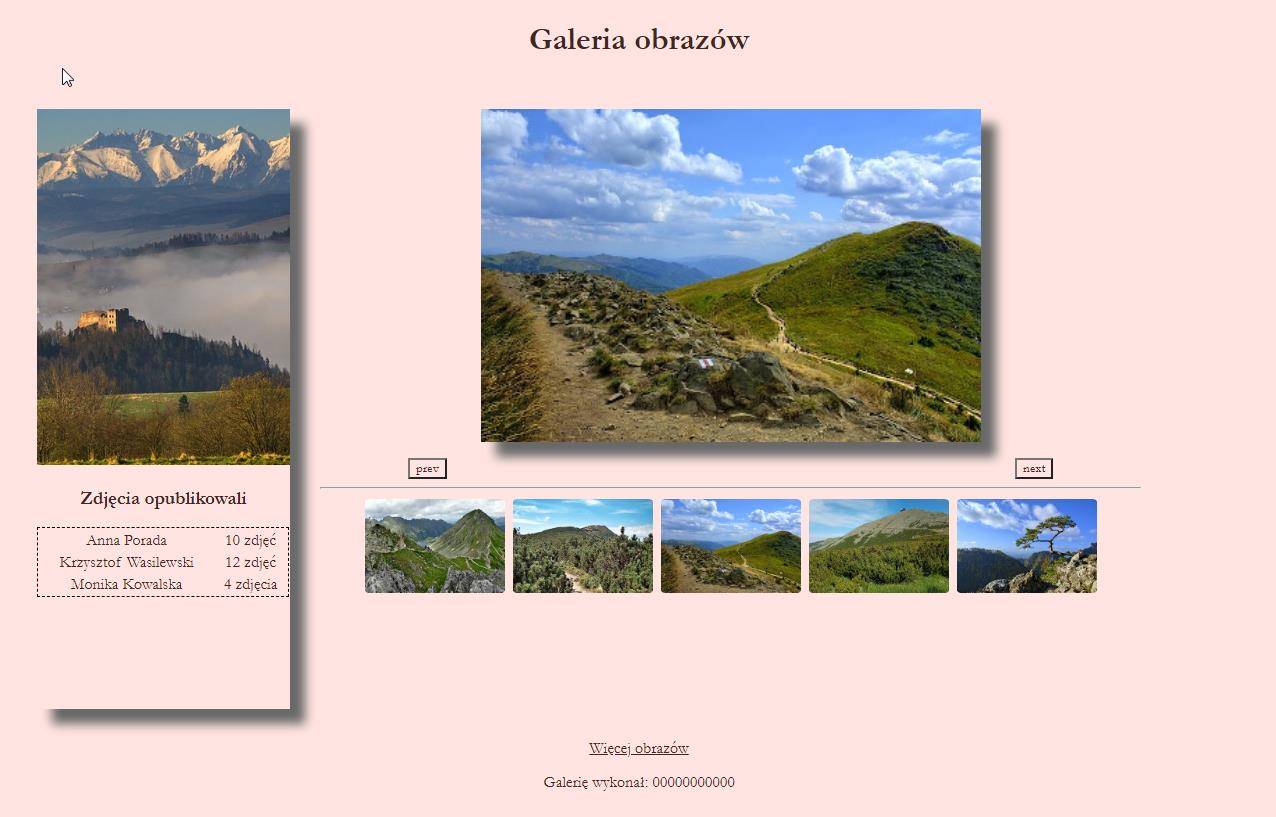 Galeria obrazów
prev
next
Zdjęcia opublikowali
Anna Porada 10 zdjęć
Krzysztof Wasilewski 12 zdjęć
Monika Kowalska 4 zdjęcia
Więcej obrazów
Galerię wykonał: 00000000000